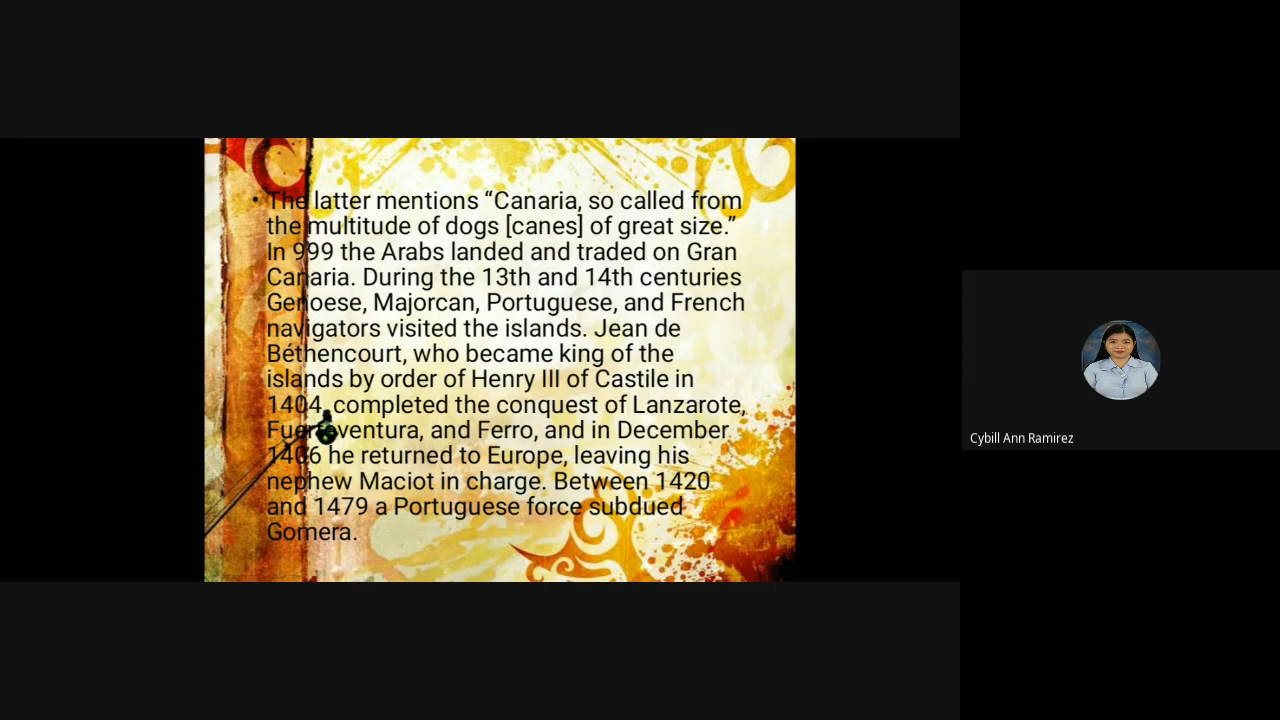 • The latter mentions “Canaria, so called from
the multitude of dogs [canes] of great size.”
In 999 the Arabs landed and traded on Gran
Canaria. During the 13th and 14th centuries
Genoese, Majorcan, Portuguese, and French
navigators visited the islands. Jean de
Béthencourt, who became king of the
islands by order of Henry III of Castile in
1404, completed the conquest of Lanzarote,
Fuerteventura, and Ferro, and in December
1406 he returned to Europe, leaving his
nephew Maciot in charge. Between 1420
and 1479 a Portuguese force subdued
Gomera.
Cybill Ann Ramirez